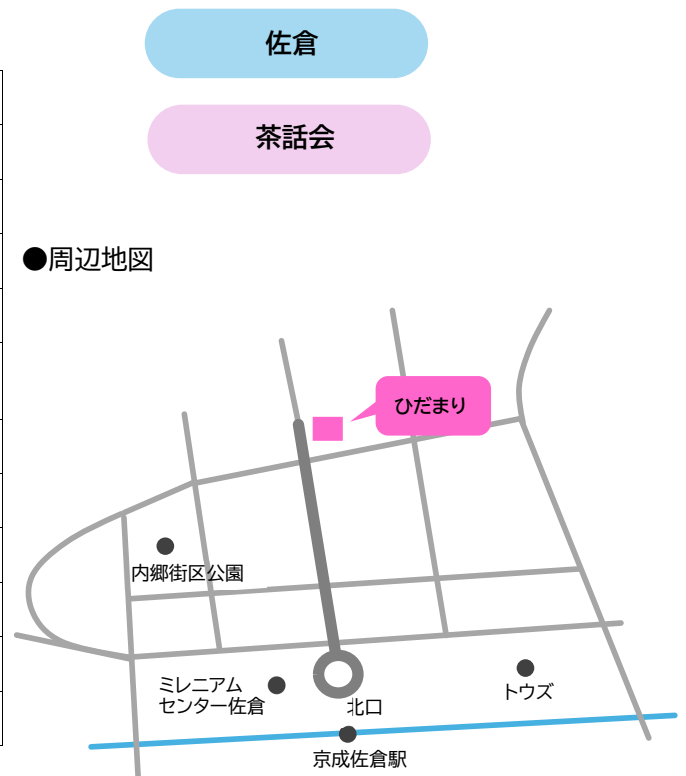 佐倉
茶話会
●周辺地図
ひだまり
内郷街区公園
ミレニアム
センター佐倉
北口
トウズ
京成佐倉駅